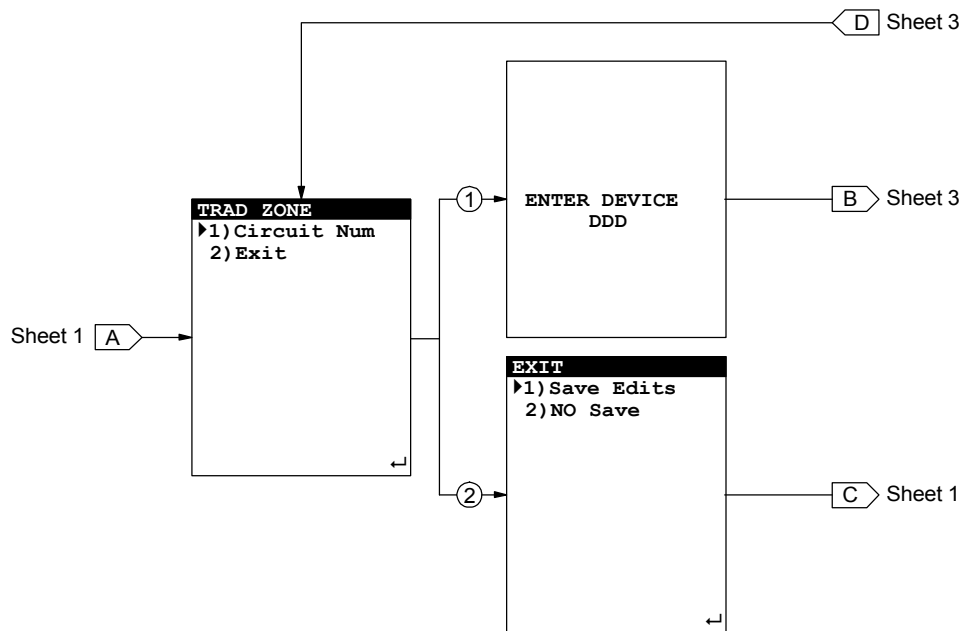 D Sheet 3
TRAD ZONE
1)Circuit Num
2)Exit
Sheet 1 A
1
ENTER DEVICE
DDD
B Sheet 3
2
EXIT
1)Save Edits
2)NO Save
C Sheet 1